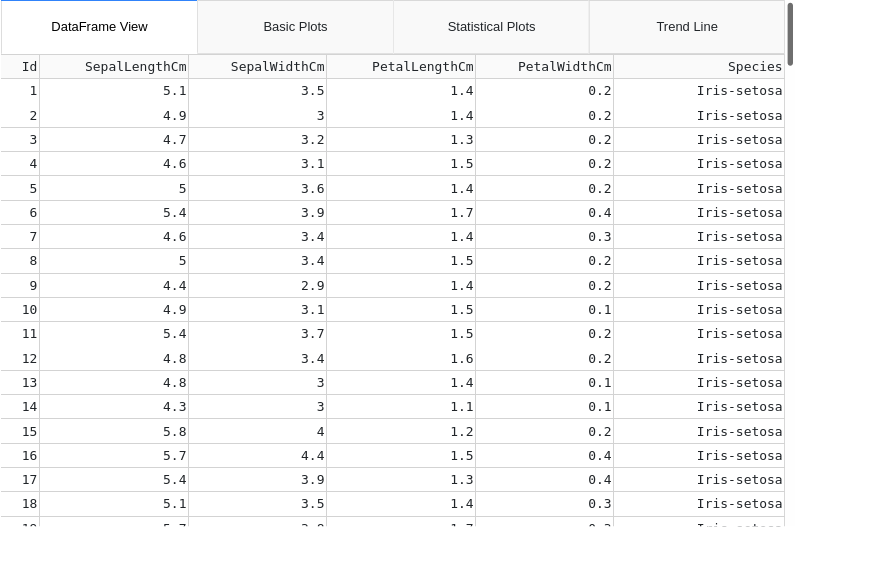 DataFrame View Basic Plots Statistical Plots Trend Line
Id SepalLengthCm SepalWidthCm PetalLengthCm PetalWidthCm Species
1 5.1 3.5 1.4 0.2 Iris-setosa
2 4.9 3 1.4 0.2 Iris-setosa
3 4.7 3.2 1.3 0.2 Iris-setosa
4 4.6 3.1 1.5 0.2 Iris-setosa
5 5 3.6 1.4 0.2 Iris-setosa
6 5.4 3.9 1.7 0.4 Iris-setosa
7 4.6 3.4 1.4 0.3 Iris-setosa
8 5 3.4 1.5 0.2 Iris-setosa
9 4.4 2.9 1.4 0.2 Iris-setosa
10 4.9 3.1 1.5 0.1 Iris-setosa
11 5.4 3.7 1.5 0.2 Iris-setosa
12 4.8 3.4 1.6 0.2 Iris-setosa
13 4.8 3 1.4 0.1 Iris-setosa
14 4.3 3 1.1 0.1 Iris-setosa
15 5.8 4 1.2 0.2 Iris-setosa
16 5.7 4.4 1.5 0.4 Iris-setosa
17 5.4 3.9 1.3 0.4 Iris-setosa
18 5.1 3.5 1.4 0.3 Iris-setosa